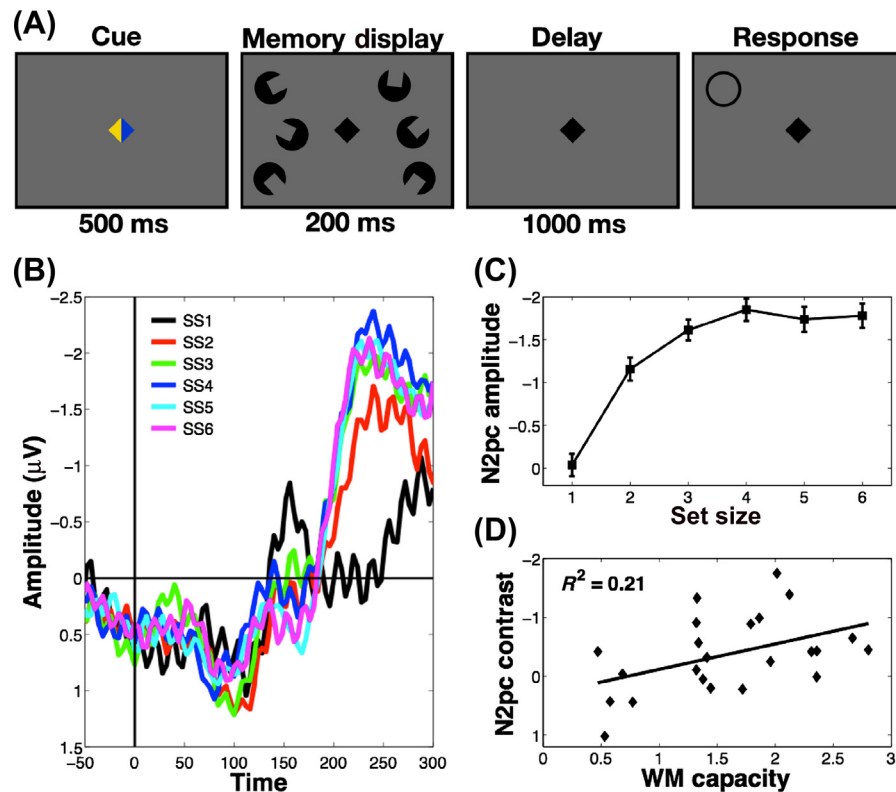 (A)
Cue Memory display Delay Response
500 ms 200 ms 1000 ms
(B)
-2.5
-2
-1.5
-1
-0.5
0
0.5
1
1.5
Amplitude (μV)
SS1
SS2
SS3
SS4
SS5
SS6
-50 0 50 100 150 200 250 300
Time
(C)
-2
-1.5
-1
-.5
0
N2pc amplitude
1 2 3 4 5 6
Set size
(D)
-2
-1
0
1
N2pc contrast
R² = 0.21
0 0.5 1 1.5 2 2.5 3
WM capacity